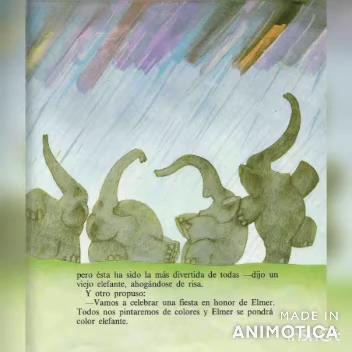 pero ésta ha sido la más divertida de todas —dijo un
viejo elefante, ahogándose de risa.
Y otro propuso:
—Vamos a celebrar una fiesta en honor de Elmer.
Todos nos pintaremos de colores y Elmer se pondrá
color elefante.
MADE IN
ANIMOTICA